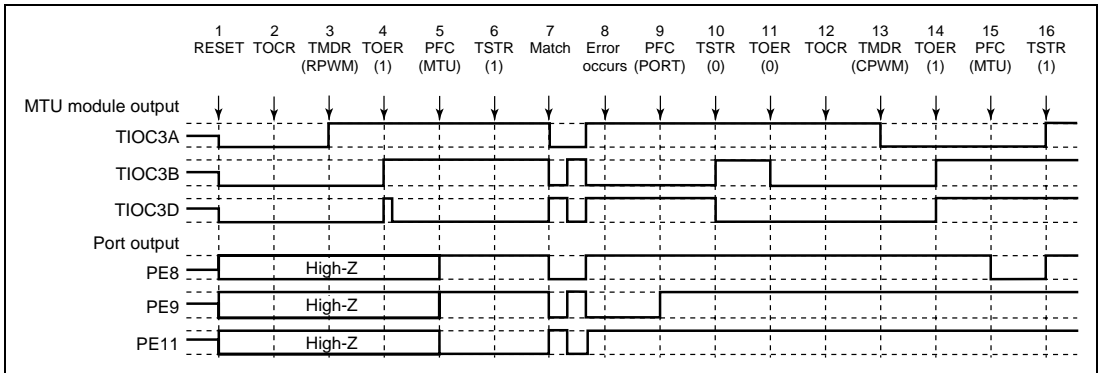 1 2 3 4 5 6 7 8 9 10 11 12 13 14 15 16
RESET TOCR TMDR TOER PFC TSTR Match Error PFC TSTR TOER TOCR TMDR TOER PFC TSTR
(RPWM) (1) (MTU) (1) occurs (PORT) (0) (0) (CPWM) (1) (MTU) (1)
MTU module output
TIOC3A
TIOC3B
TIOC3D
Port output
PE8 High-Z
PE9 High-Z
PE11 High-Z